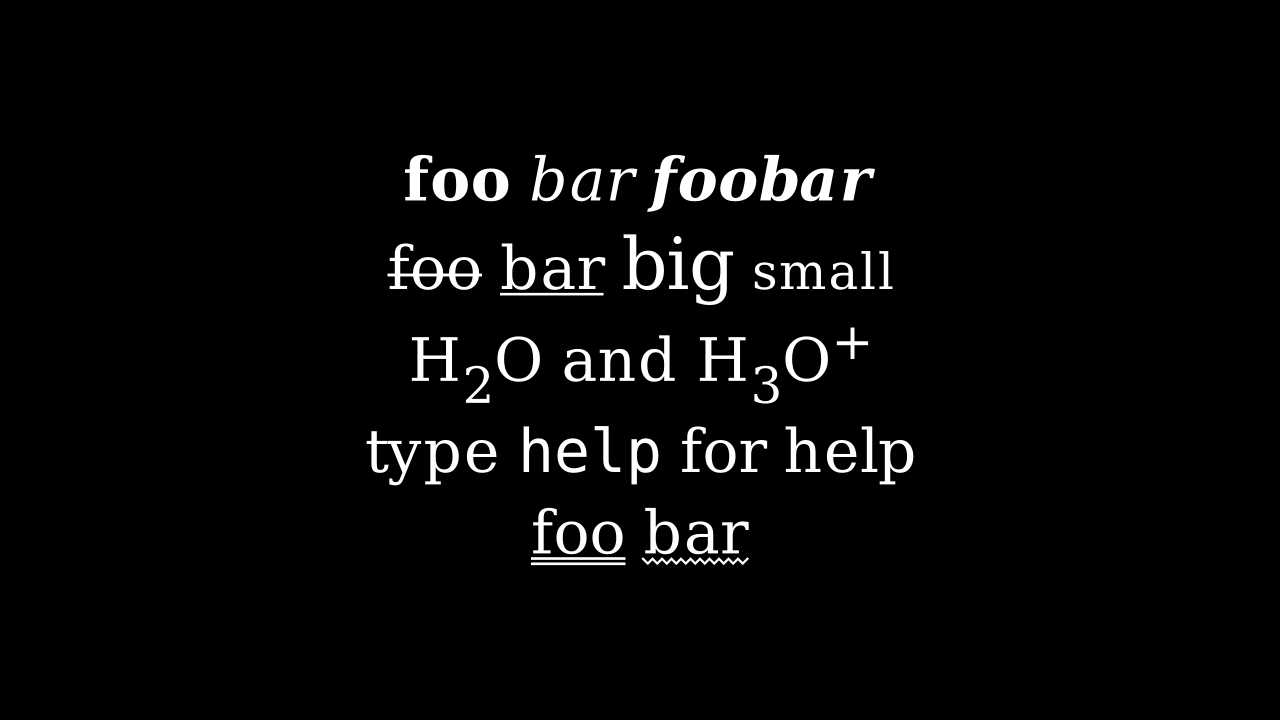 foo bar foobar
foo bar big small
H₂O and H₃O⁺
type help for help
foo bar